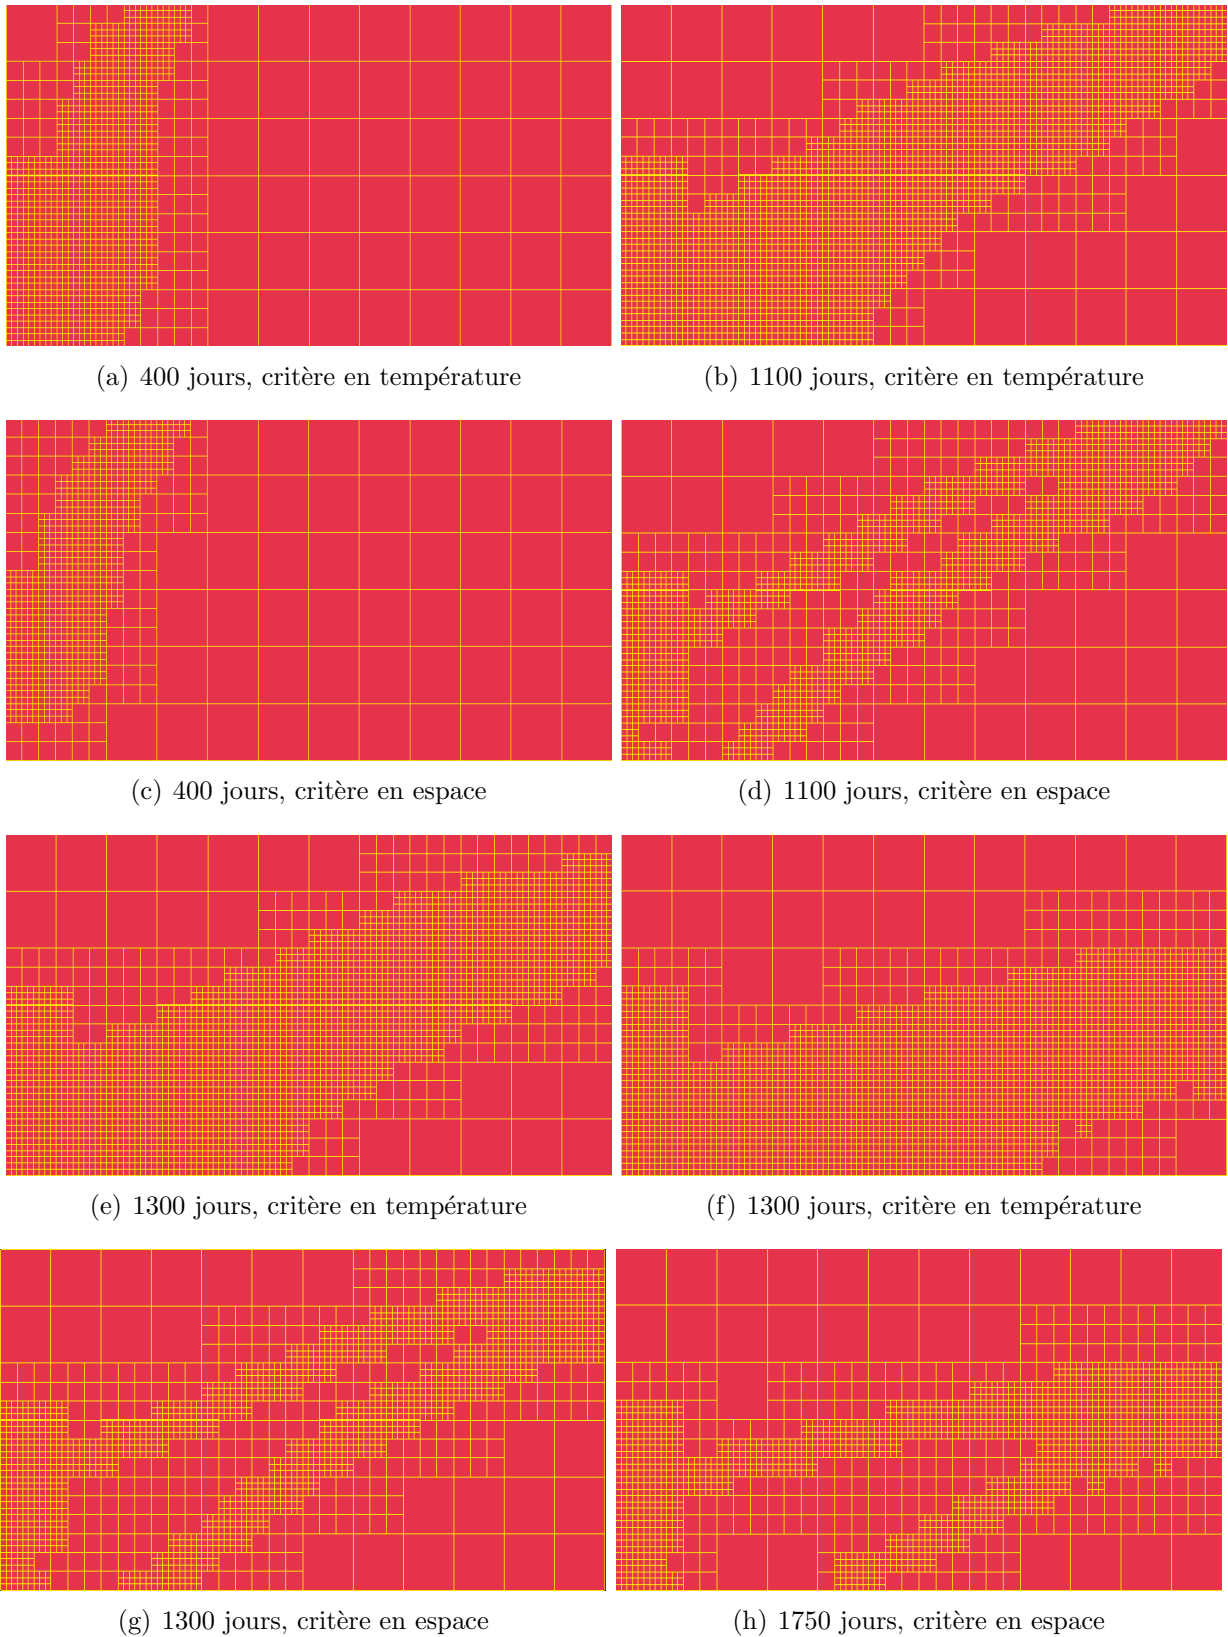 (a) 400 jours, critère en température
(b) 1100 jours, critère en température
(c) 400 jours, critère en espace
(d) 1100 jours, critère en espace
(e) 1300 jours, critère en température
(f) 1300 jours, critère en température
(g) 1300 jours, critère en espace
(h) 1750 jours, critère en espace